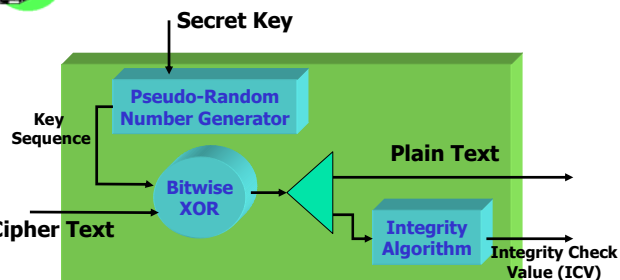 Secret Key
Pseudo-Random
Number Generator
Key
Sequence
Plain Text
Bitwise
XOR
Cipher Text
Integrity
Algorithm
Integrity Check
Value (ICV)